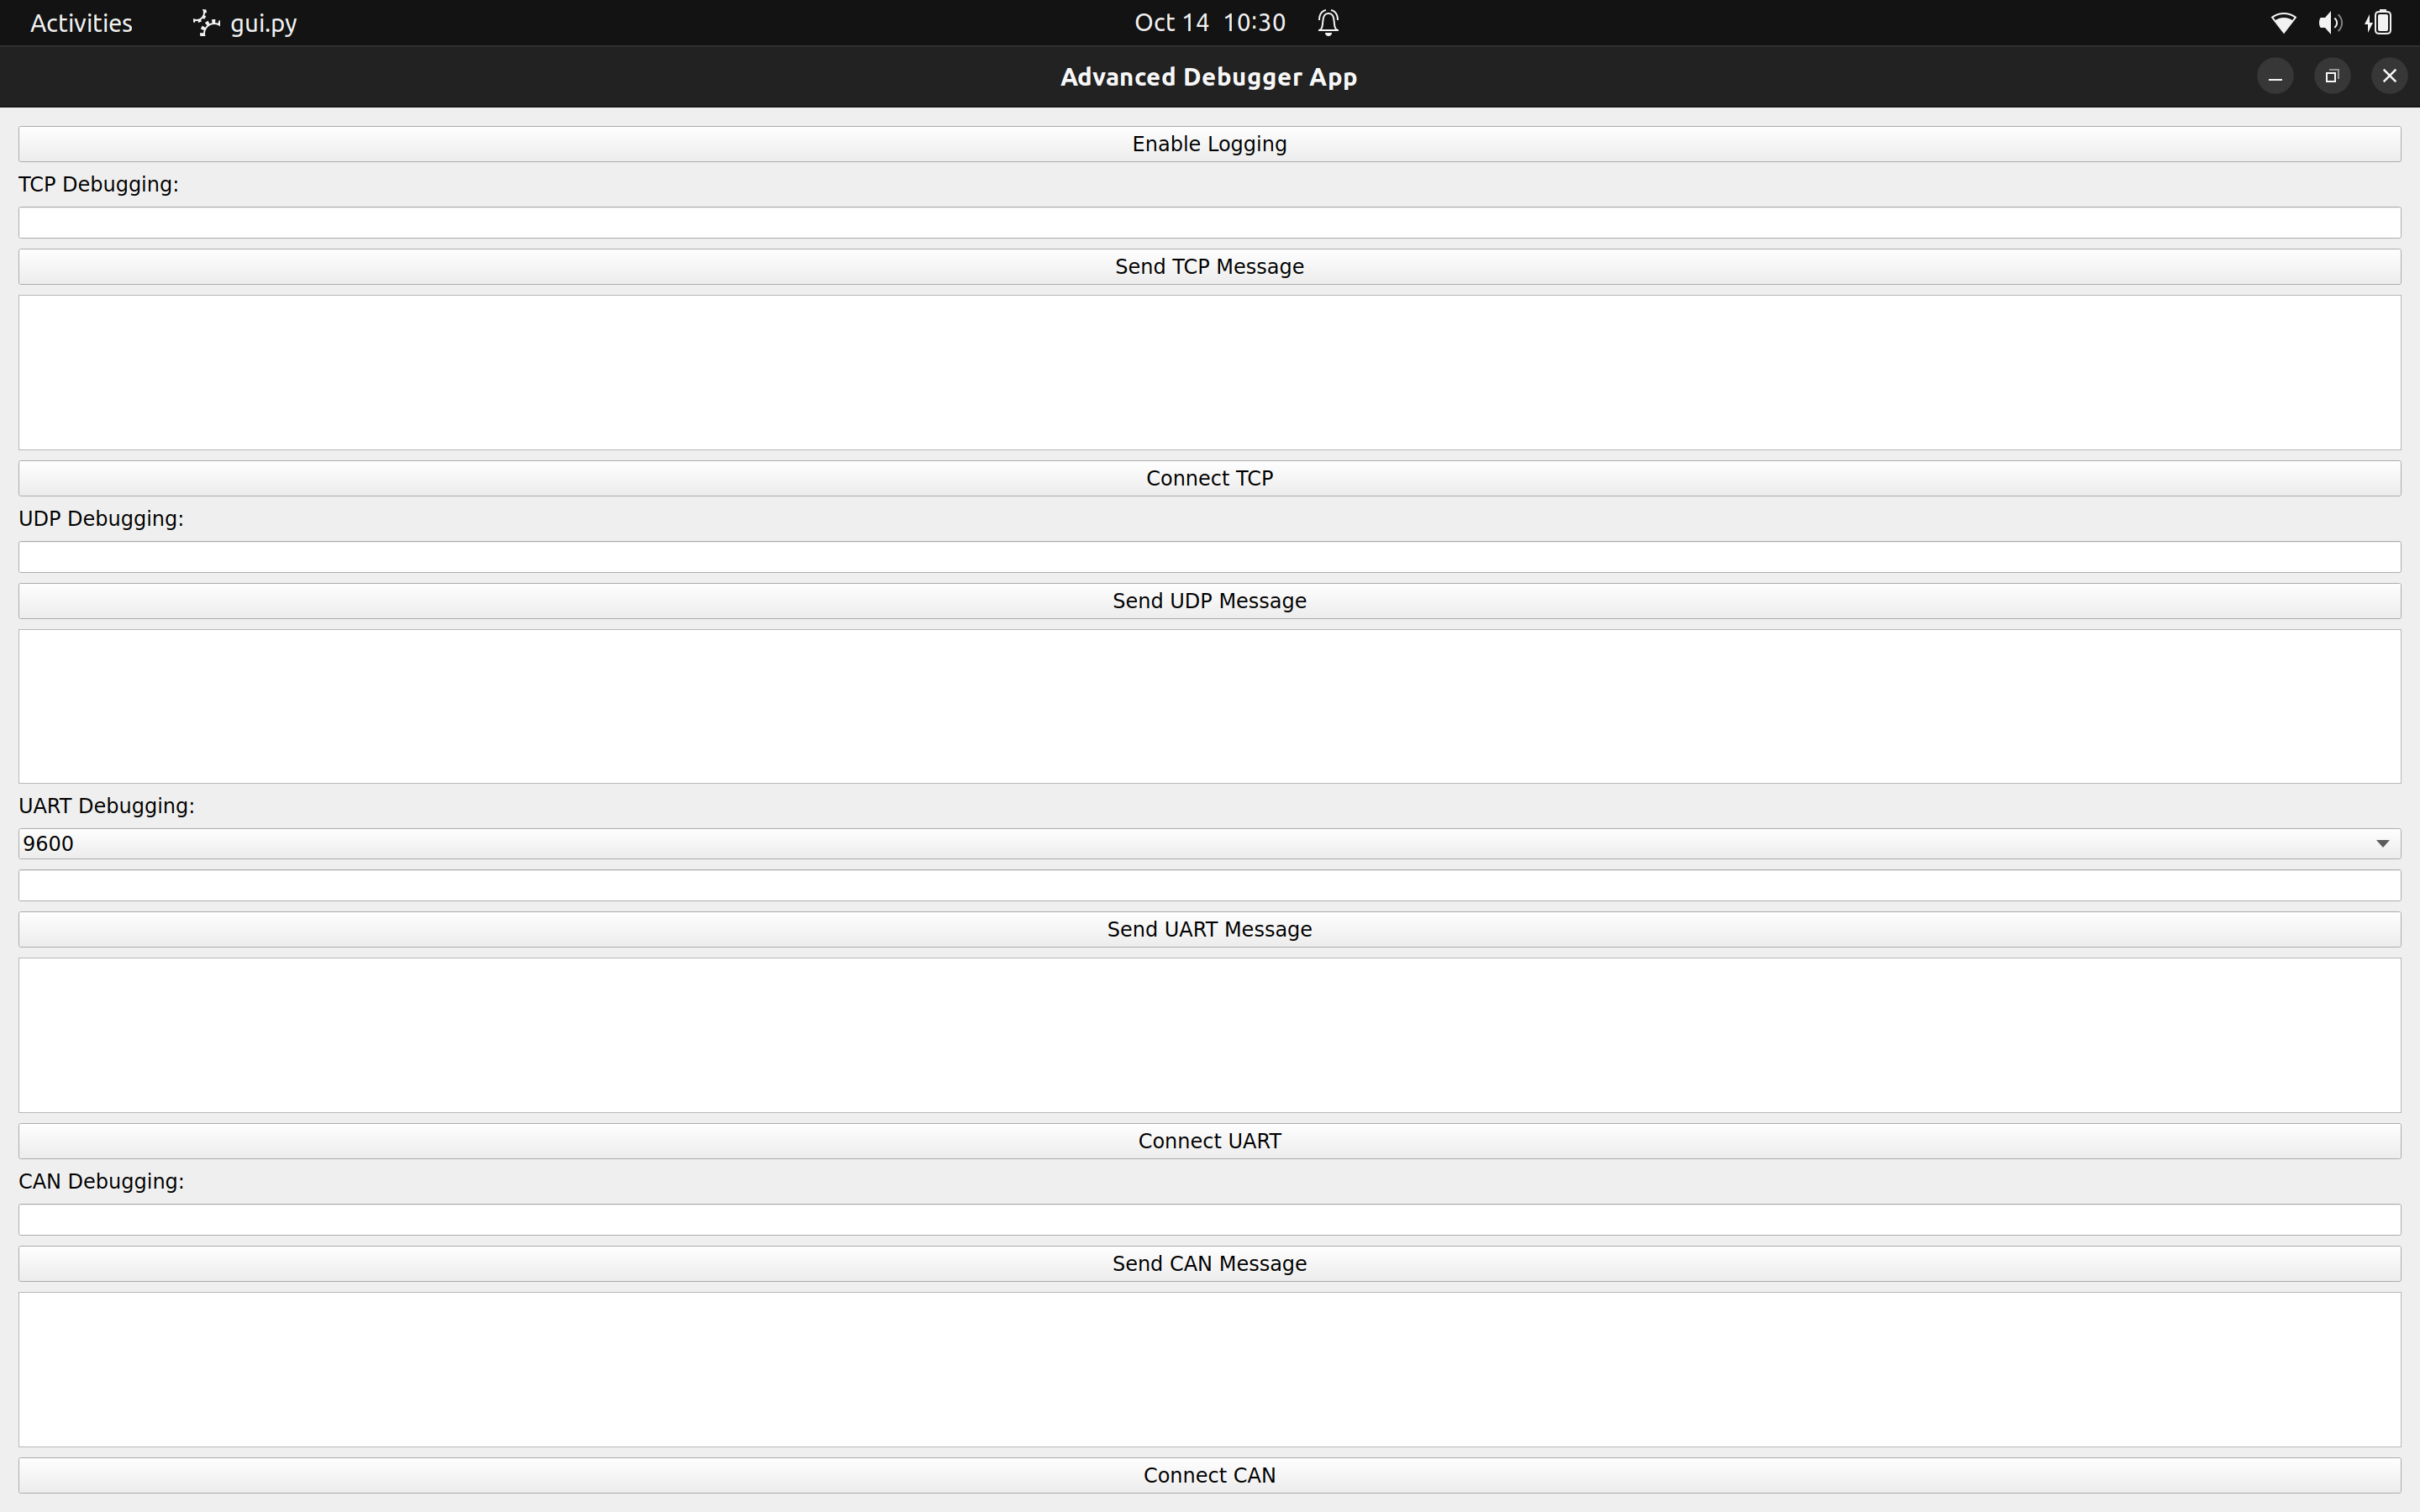 Activities gui.py Oct 14 10:30
Advanced Debugger App
Enable Logging
TCP Debugging:
Send TCP Message
Connect TCP
UDP Debugging:
Send UDP Message
UART Debugging:
9600
Send UART Message
Connect UART
CAN Debugging:
Send CAN Message
Connect CAN